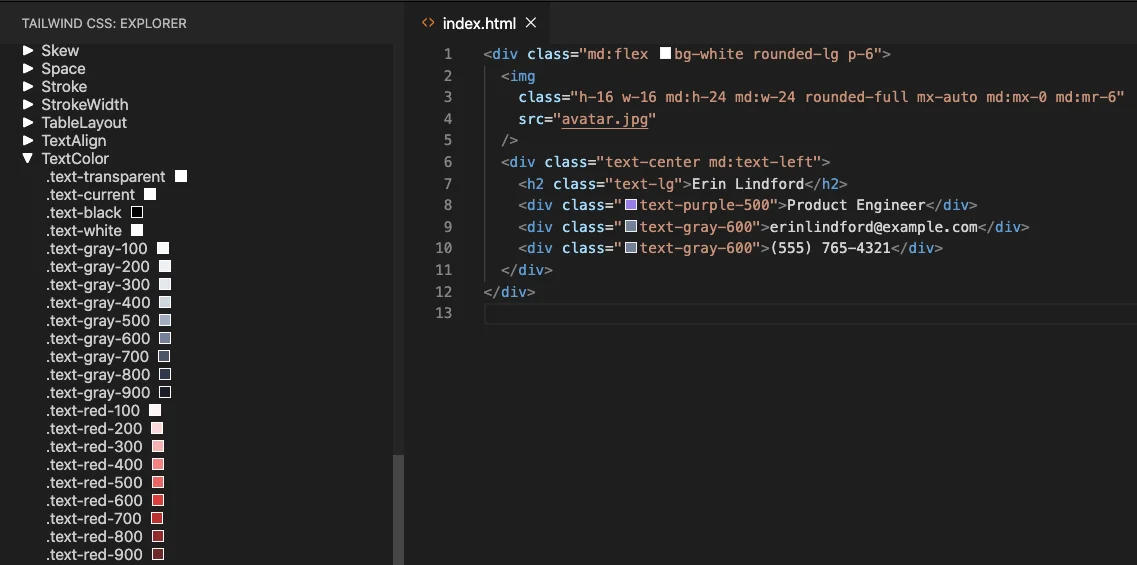 TAILWIND CSS: EXPLORER
Skew
Space
Stroke
StrokeWidth
TableLayout
TextAlign
TextColor
.text-transparent
.text-current
.text-black
.text-white
.text-gray-100
.text-gray-200
.text-gray-300
.text-gray-400
.text-gray-500
.text-gray-600
.text-gray-700
.text-gray-800
.text-gray-900
.text-red-100
.text-red-200
.text-red-300
.text-red-400
.text-red-500
.text-red-600
.text-red-700
.text-red-800
.text-red-900
<> index.html ×
1 <div class="md:flex bg-white rounded-lg p-6">
2 <img
3 class="h-16 w-16 md:h-24 md:w-24 rounded-full mx-auto md:mx-0 md:mr-6"
4 src="avatar.jpg"
5 />
6 <div class="text-center md:text-left">
7 <h2 class="text-lg">Erin Lindford</h2>
8 <div class="text-purple-500">Product Engineer</div>
9 <div class="text-gray-600">erinlindford@example.com</div>
10 <div class="text-gray-600">(555) 765-4321</div>
11 </div>
12 </div>
13